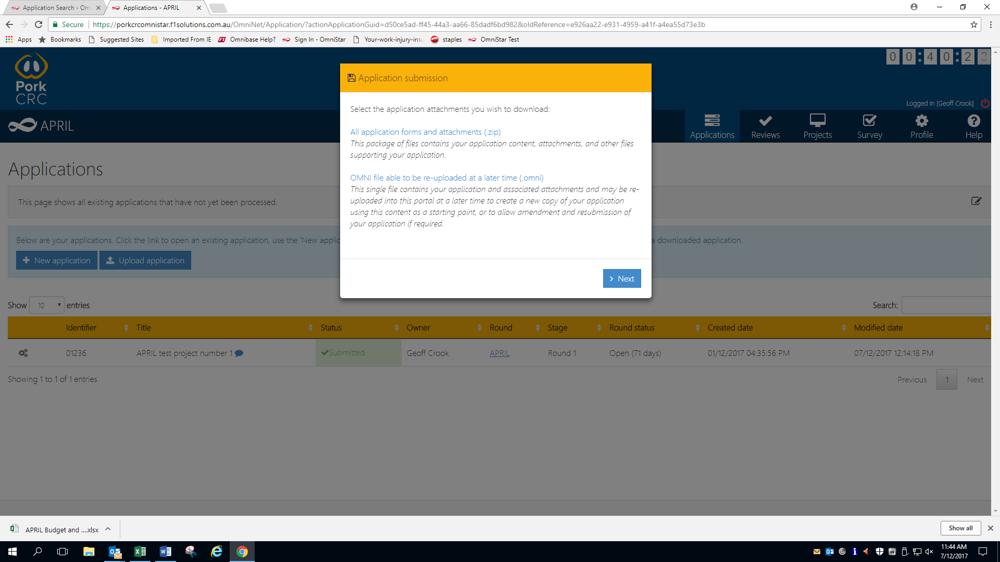 Application Search - Om
Applications - APRIL
Secure
https://porkcrcomnistar.f1solutions.com.au/OmniNet/Application/?actionApplicationGuid=d50ce5ad-ff45-44a3-aa66-85dadf6bd982&oldReference=e926aa22-e931-4959-a41f-a4ea55d73e3b
Apps Bookmarks Suggested Sites Imported From IE Omnibase Help? Sign In - OmniStar Your-work-injury-ins staples OmniStar Test
00:40:23
Pork
CRC
Logged in [Geoff Crook]
APRIL
Applications Reviews Projects Survey Profile Help
Application submission
Select the application attachments you wish to download:
All application forms and attachments (.zip)
This package of files contains your application content, attachments, and other files
supporting your application.
OMNI file able to be re-uploaded at a later time (.omni)
This single file contains your application and associated attachments and may be re-
uploaded into this portal at a later time to create a new copy of your application
using this content as a starting point, or to allow amendment and resubmission of
your application if required.
Next
Applications
This page shows all existing applications that have not yet been processed.
Below are your applications. Click the link to open an existing application, use the 'New applic
a downloaded application.
New application Upload application
Show 10 entries
Search:
Identifier Title Status Owner Round Stage Round status Created date Modified date
01236 APRIL test project number 1 Submitted Geoff Crook APRIL Round 1 Open (71 days) 01/12/2017 04:35:56 PM 07/12/2017 12:14:18 PM
Showing 1 to 1 of 1 entries
Previous 1 Next
APRIL Budget and ....xlsx
Show all
11:44 AM
7/12/2017